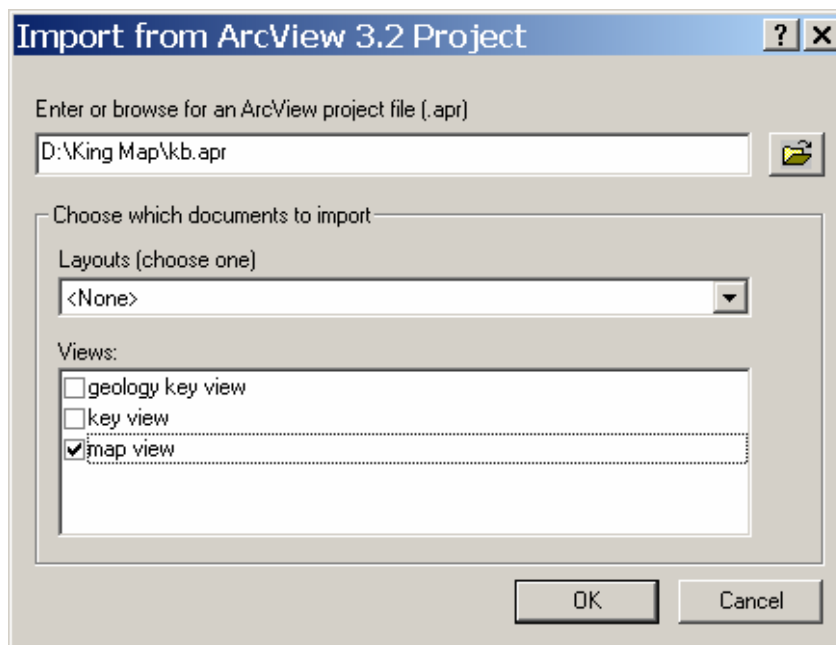 Import from ArcView 3.2 Project
Enter or browse for an ArcView project file (.apr)
D:\King Map\kb.apr
Choose which documents to import
Layouts (choose one)
<None>
Views:
geology key view
key view
map view
OK Cancel